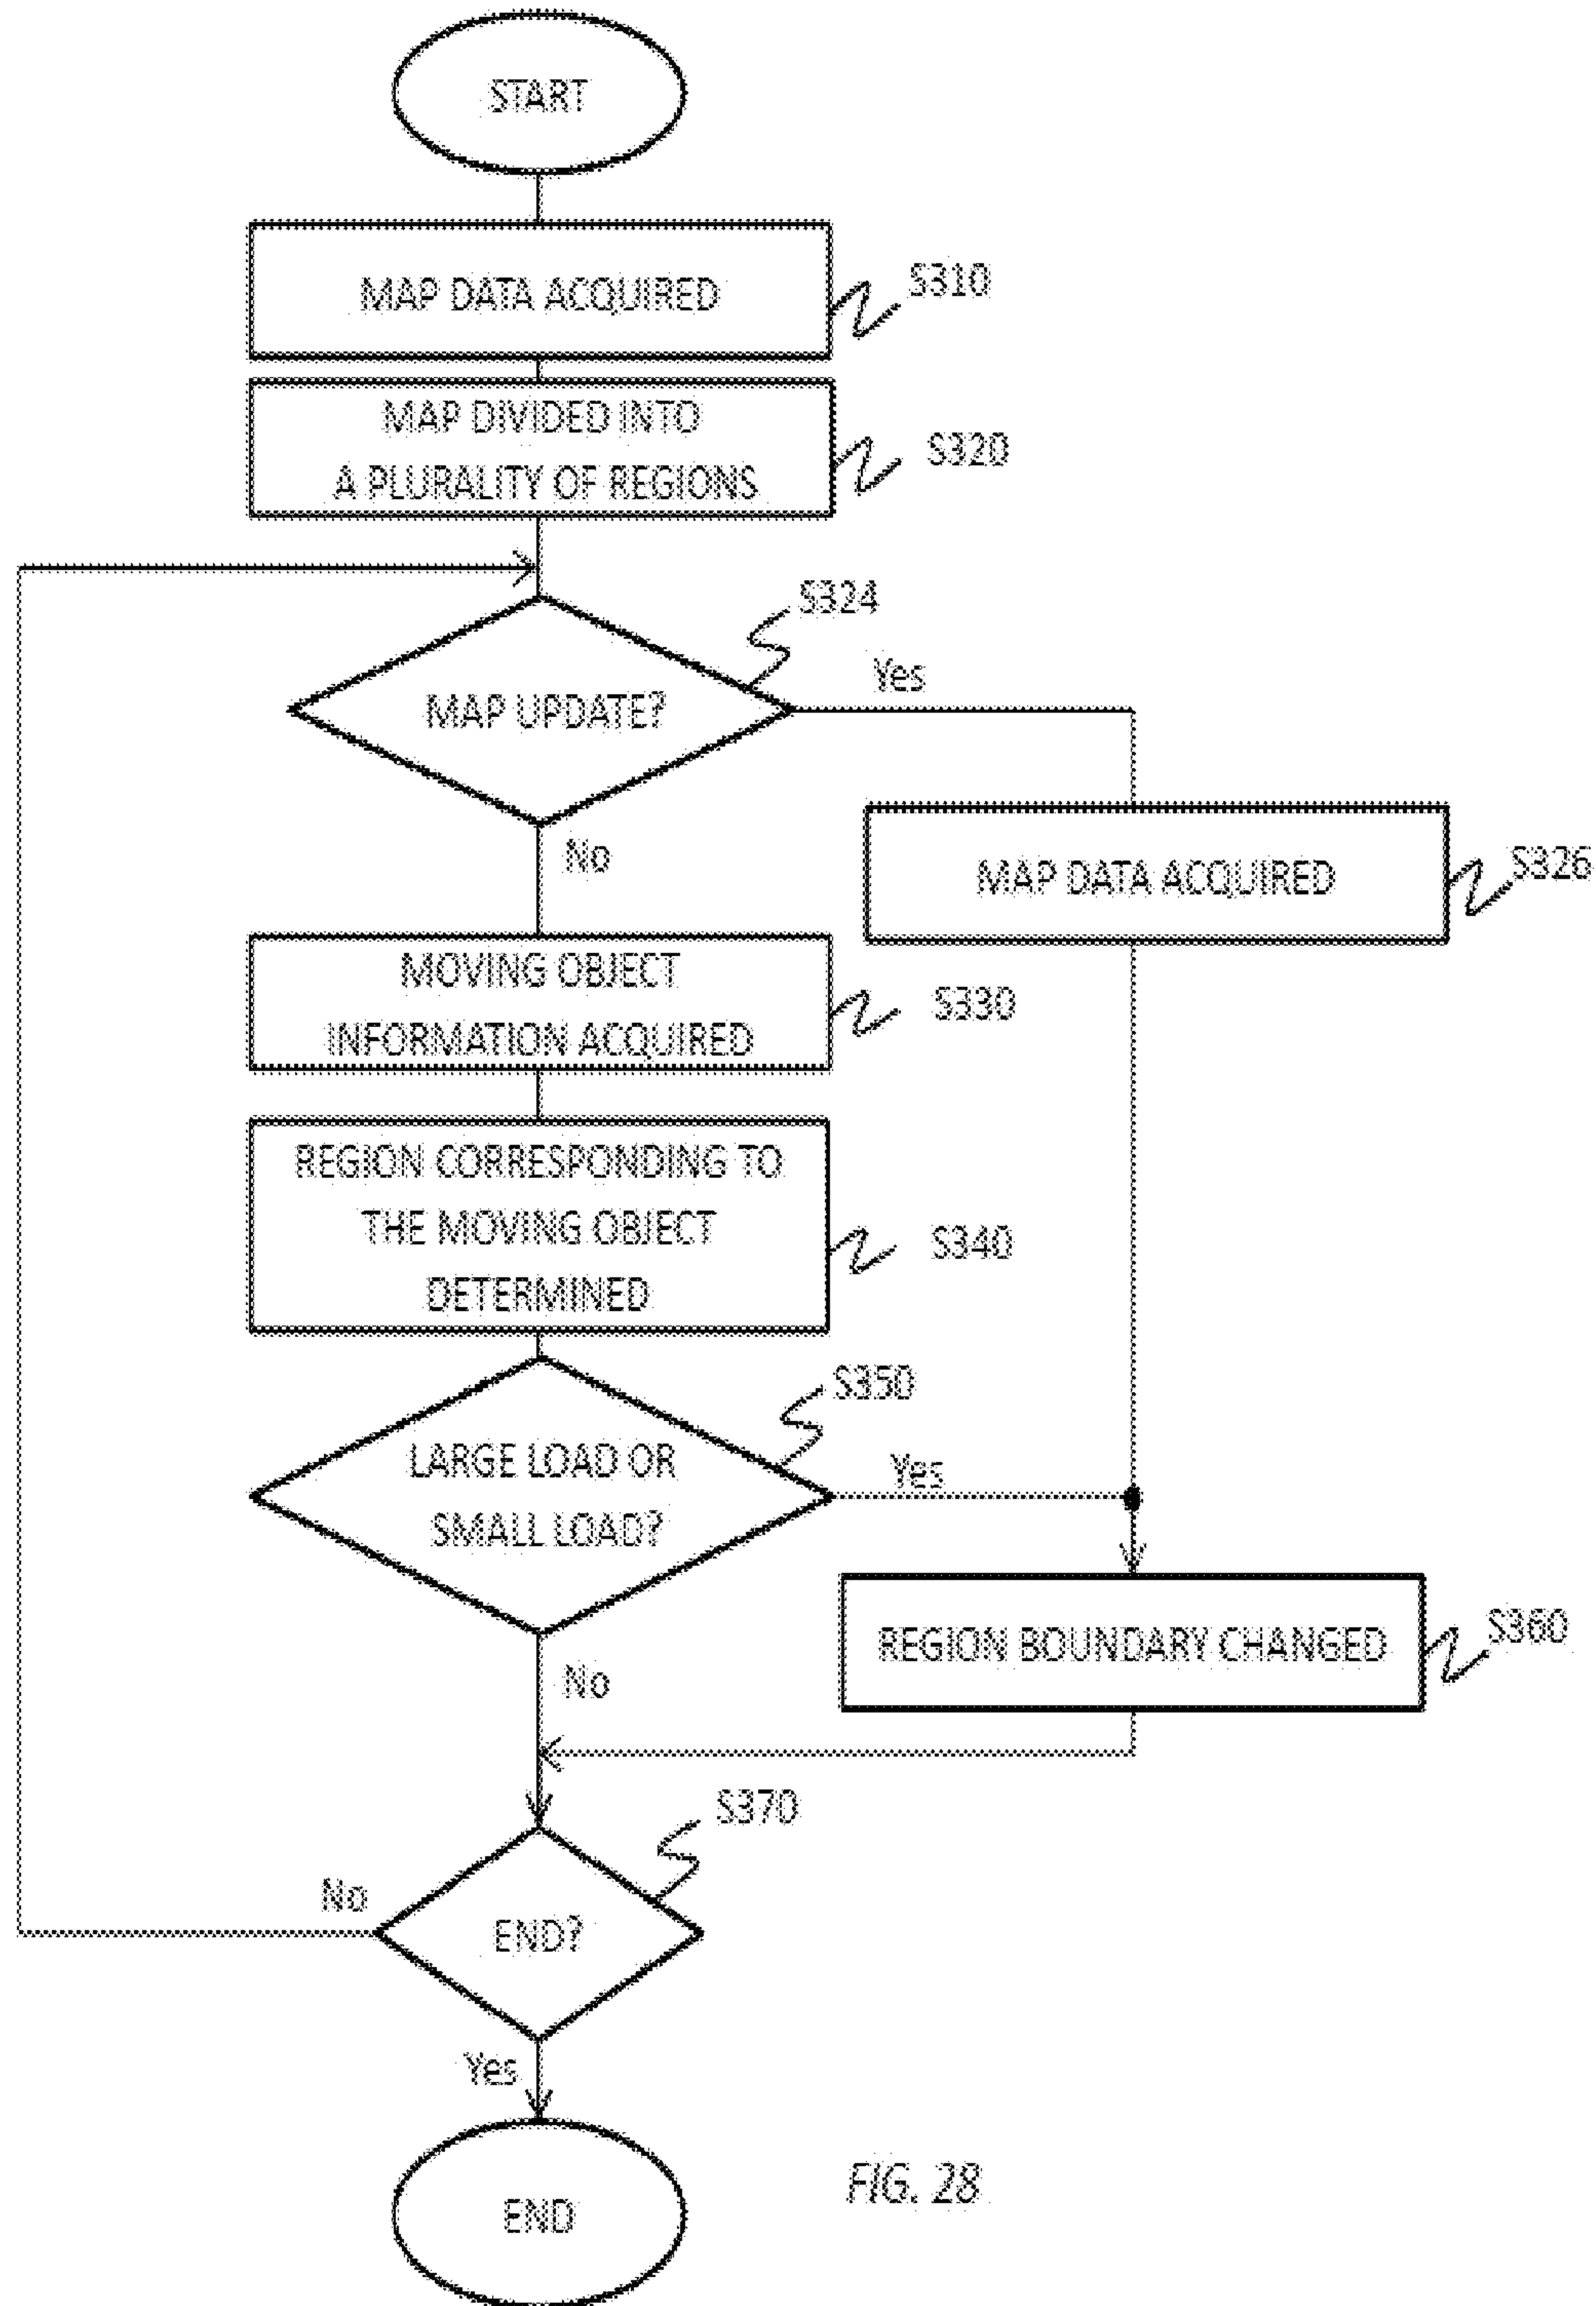 START
MAP DATA ACQUIRED
S310
MAP DIVIDED INTO
A PLURALITY OF REGIONS
S320
S324
MAP UPDATE?
Yes
No
MAP DATA ACQUIRED
S326
MOVING OBJECT
INFORMATION ACQUIRED
S330
REGION CORRESPONDING TO
THE MOVING OBJECT
DETERMINED
S340
S350
LARGE LOAD OR
SMALL LOAD?
Yes
No
REGION BOUNDARY CHANGED
S360
S370
END?
No
Yes
END
FIG. 28